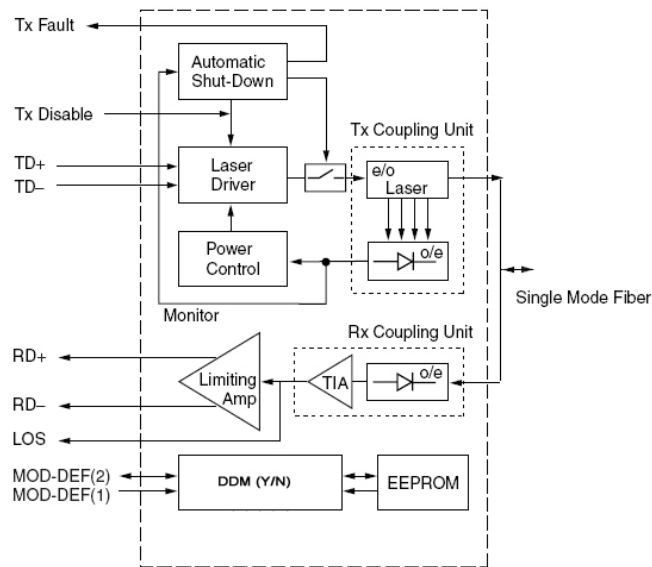 Tx Fault
Automatic
Shut-Down
Tx Disable
Tx Coupling Unit
TD+
TD–
Laser
Driver
e/o
Laser
Power
Control
o/e
Monitor
Single Mode Fiber
Rx Coupling Unit
RD+
RD–
Limiting
Amp
TIA
o/e
LOS
MOD-DEF(2)
MOD-DEF(1)
DDM (Y/N)
EEPROM